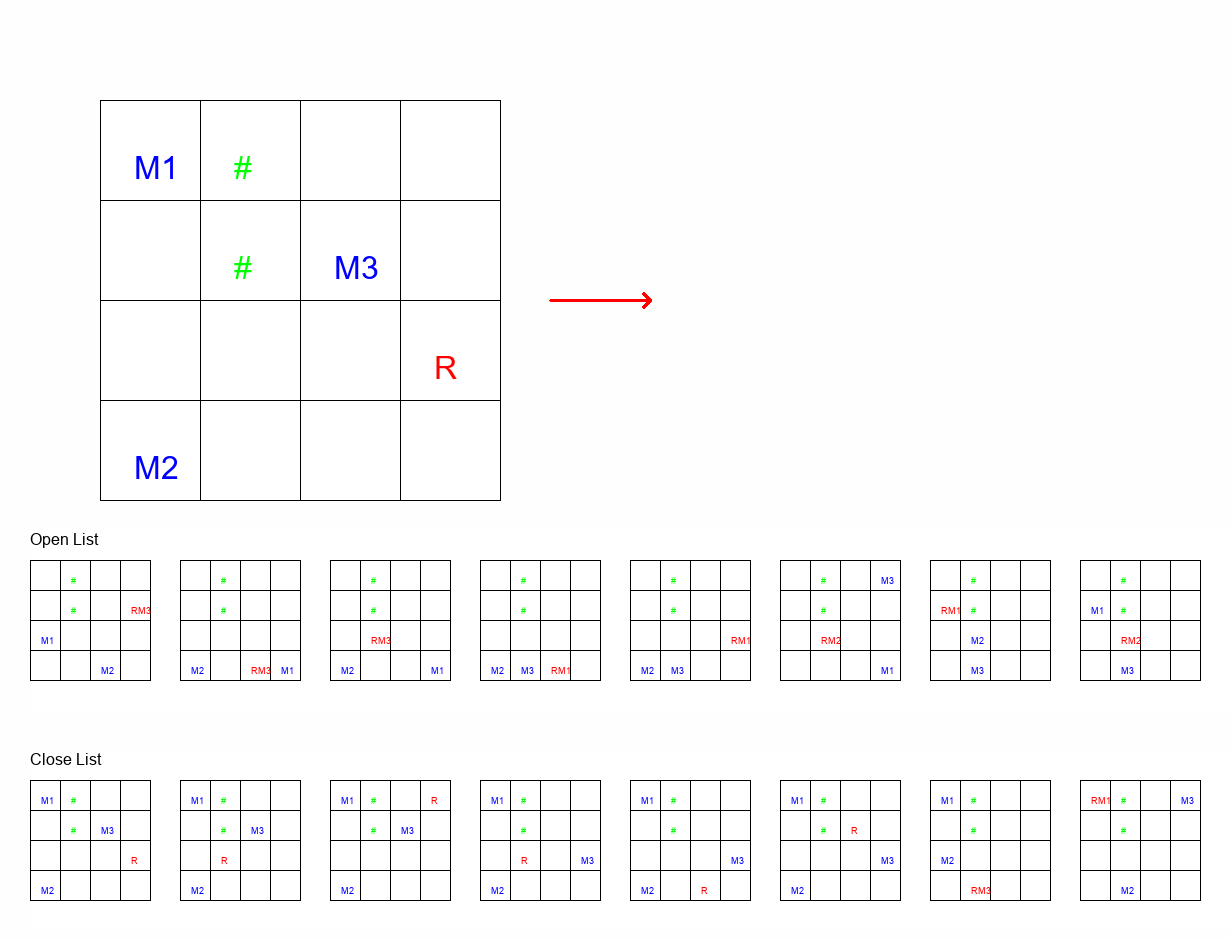 M1 #
# M3
R
M2
Open List
# # # # # # # #
M3
# RM3 # # # # # RM1 # M1 #
M1 RM3 RM1 RM2 M2 RM2
M2 M2 RM3 M1 M2 M1 M2 M3 RM1 M2 M3 M1 M3 M3
Close List
M1 # M1 # M1 # R M1 # M1 # M1 # M1 # RM1 # M3
# M3 # M3 # M3 # # # R # #
R R R M3 M3 M3 M2
M2 M2 M2 M2 M2 R M2 RM3 M2